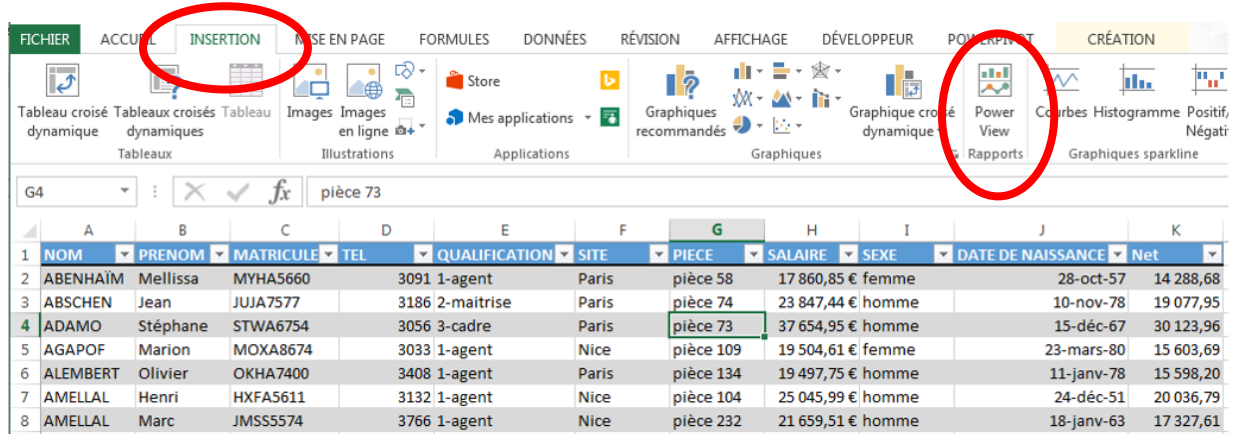 FICHIER ACCUEIL INSERTION MISE EN PAGE FORMULES DONNÉES RÉVISION AFFICHAGE DÉVELOPPEUR POWERPIVOT CRÉATION
Tableau croisé dynamique
Tableaux croisés dynamiques
Tableau
Images
Images en ligne
Store
Mes applications
Graphiques recommandés
Graphique croisé dynamique
Power View
Courbes
Histogramme
Positif/ Négati
Tableaux Illustrations Applications Graphiques Rapports Graphiques sparkline
G4 fx pièce 73
A B C D E F G H I J K
1 NOM PRENOM MATRICULE TEL QUALIFICATION SITE PIECE SALAIRE SEXE DATE DE NAISSANCE Net
2 ABENHAÏM Mellissa MYHA5660 3091 1-agent Paris pièce 58 17 860,85 € femme 28-oct-57 14 288,68
3 ABSCHEN Jean JUJA7577 3186 2-maitrise Paris pièce 74 23 847,44 € homme 10-nov-78 19 077,95
4 ADAMO Stéphane STWA6754 3056 3-cadre Paris pièce 73 37 654,95 € homme 15-déc-67 30 123,96
5 AGAPOF Marion MOXA8674 3033 1-agent Nice pièce 109 19 504,61 € femme 23-mars-80 15 603,69
6 ALEMBERT Olivier OKHA7400 3408 1-agent Nice pièce 134 19 497,75 € homme 11-janv-78 15 598,20
7 AMELLAL Henri HXFA5611 3132 1-agent Nice pièce 104 25 045,99 € homme 24-déc-51 20 036,79
8 AMELLAL Marc JMSS5574 3766 1-agent Nice pièce 232 21 659,51 € homme 18-janv-63 17 327,61